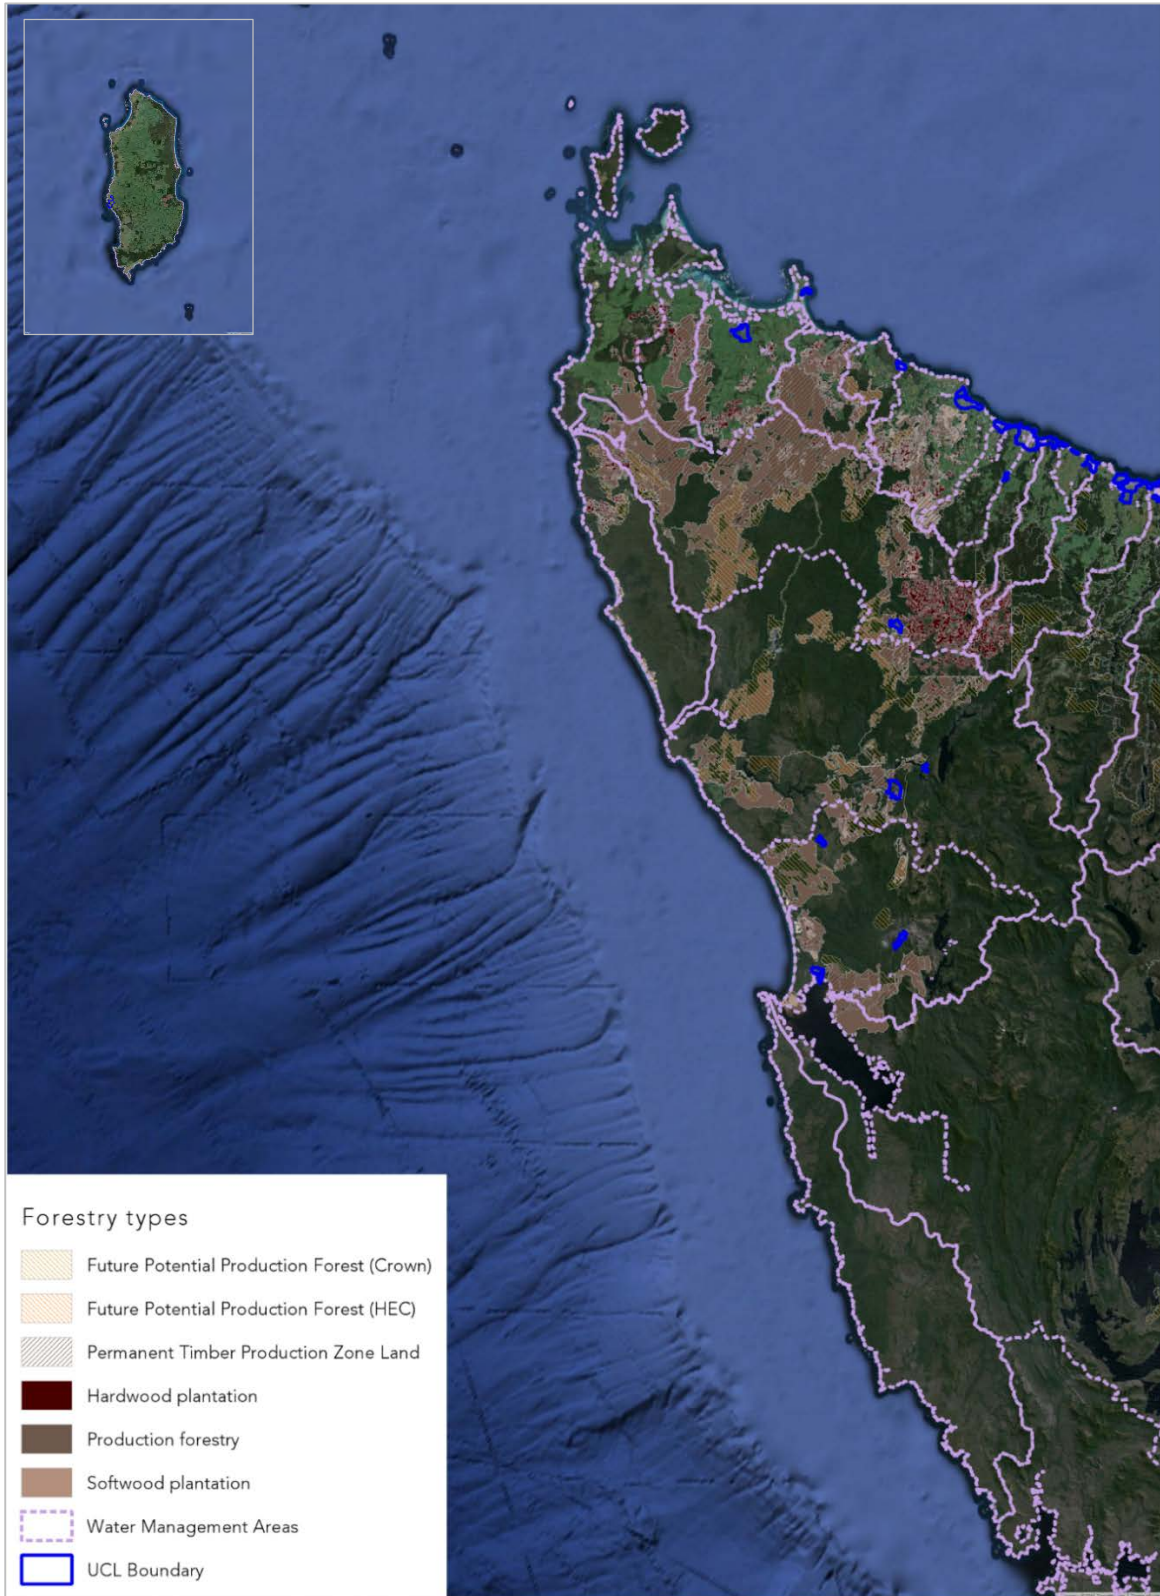 Forestry types
Future Potential Production Forest (Crown)
Future Potential Production Forest (HEC)
Permanent Timber Production Zone Land
Hardwood plantation
Production forestry
Softwood plantation
Water Management Areas
UCL Boundary